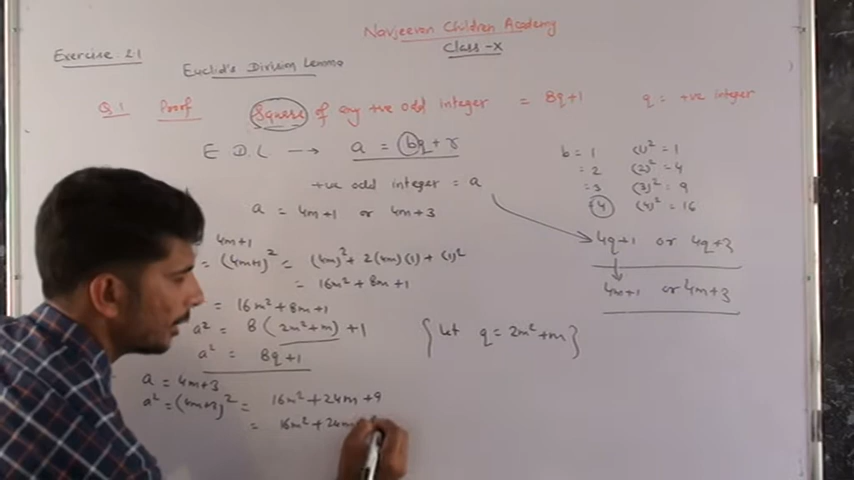 Navjeevan Children Academy
Class-X
Exercise 2.1
Euclid's Division Lemma
Q.1 Proof Square of any +ve odd integer = 8q+1 q = +ve integer
E D L → a = bq + r
+ve odd integer = a
a = 4m+1 or 4m+3
4m+1
= (4m+1)² = (4m)² + 2(4m)(1) + (1)²
= 16m² + 8m + 1
= 16m² + 8m + 1
a² = 8(2m²+m) + 1
a² = 8q+1
{ let q = 2m² + m }
a = 4m+3
a² = (4m+3)² = 16m² + 24m + 9
= 16m² + 24m
b = 1 (1)² = 1
= 2 (2)² = 4
= 3 (3)² = 9
= 4 (4)² = 16
4q+1 or 4q+3
4m+1 or 4m+3